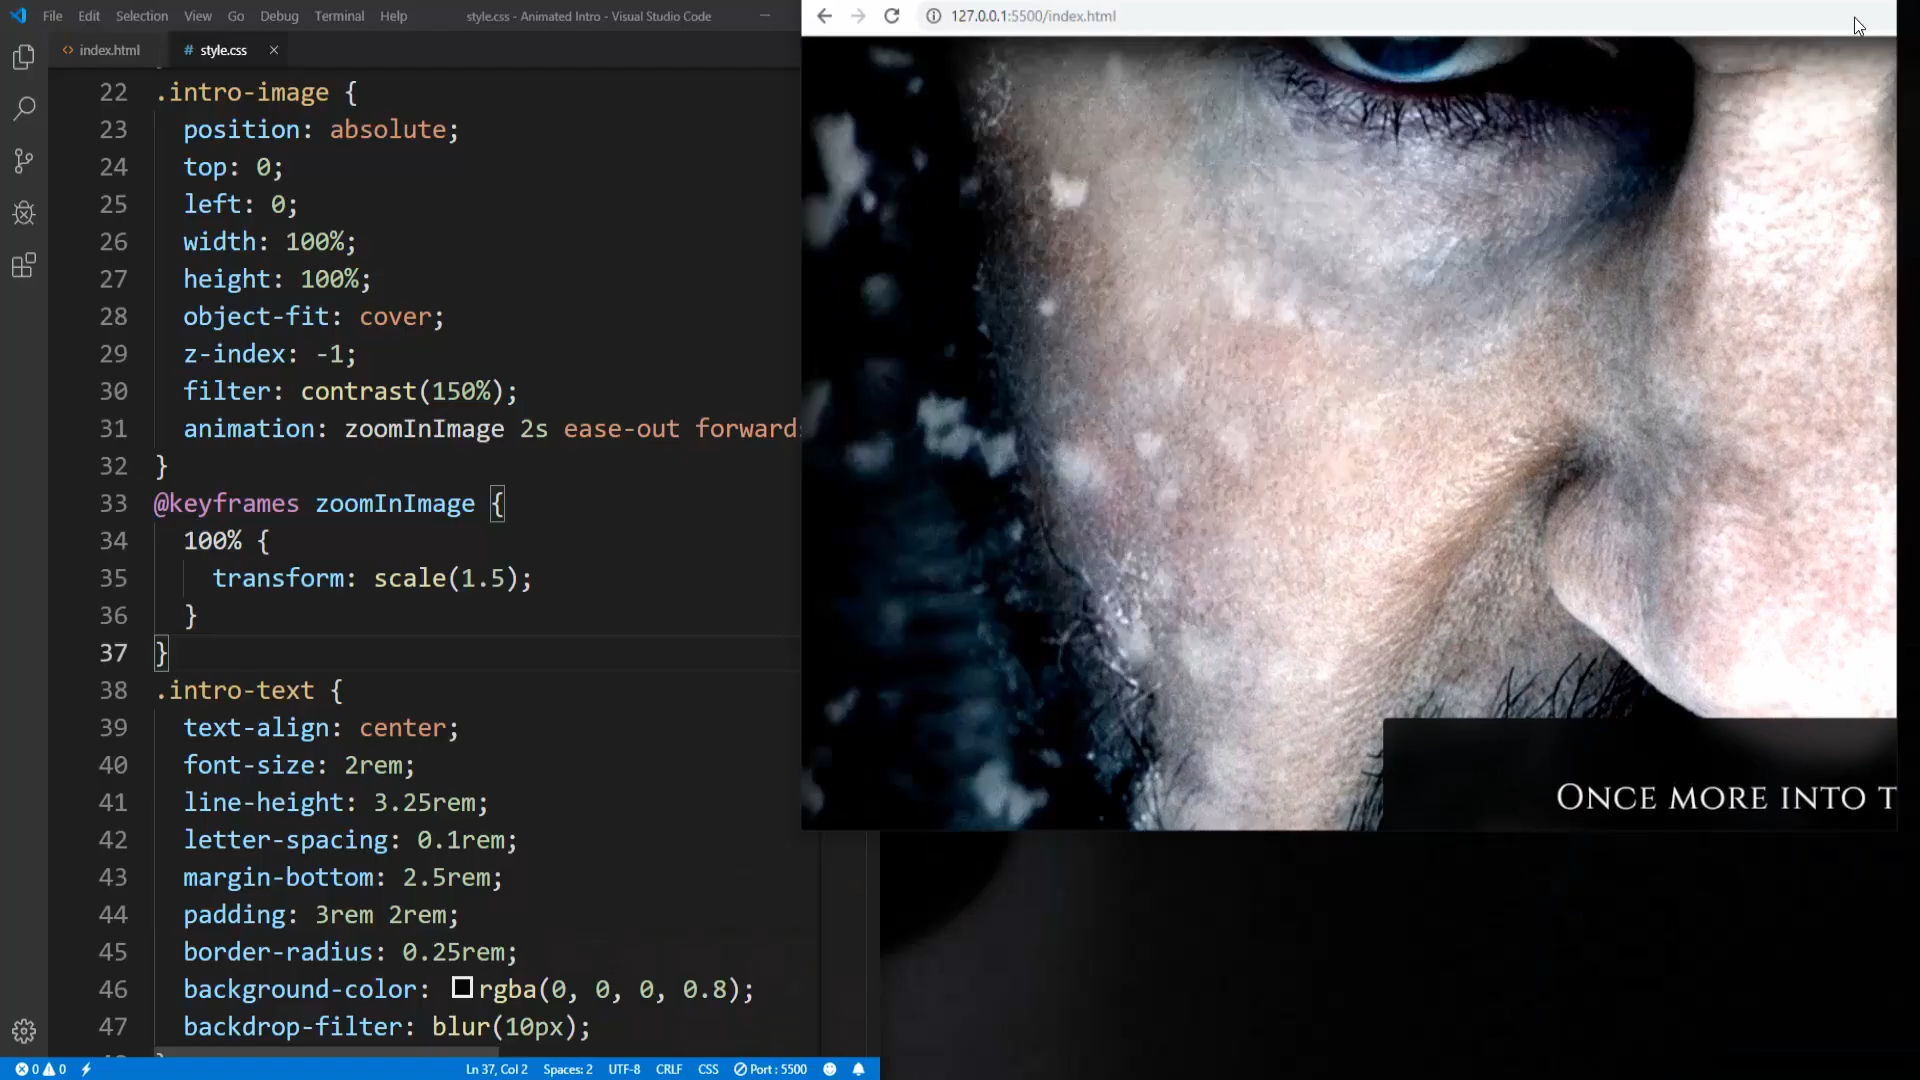 File Edit Selection View Go Debug Terminal Help
style.css - Animated Intro - Visual Studio Code
127.0.0.1:5500/index.html
<> index.html
# style.css ×
22 .intro-image {
23 position: absolute;
24 top: 0;
25 left: 0;
26 width: 100%;
27 height: 100%;
28 object-fit: cover;
29 z-index: -1;
30 filter: contrast(150%);
31 animation: zoomInImage 2s ease-out forwards
32 }
33 @keyframes zoomInImage {
34 100% {
35 transform: scale(1.5);
36 }
37 }
38 .intro-text {
39 text-align: center;
40 font-size: 2rem;
41 line-height: 3.25rem;
42 letter-spacing: 0.1rem;
43 margin-bottom: 2.5rem;
44 padding: 3rem 2rem;
45 border-radius: 0.25rem;
46 background-color: rgba(0, 0, 0, 0.8);
47 backdrop-filter: blur(10px);
Once more into t
0 0 Ln 37, Col 2 Spaces: 2 UTF-8 CRLF CSS Port : 5500